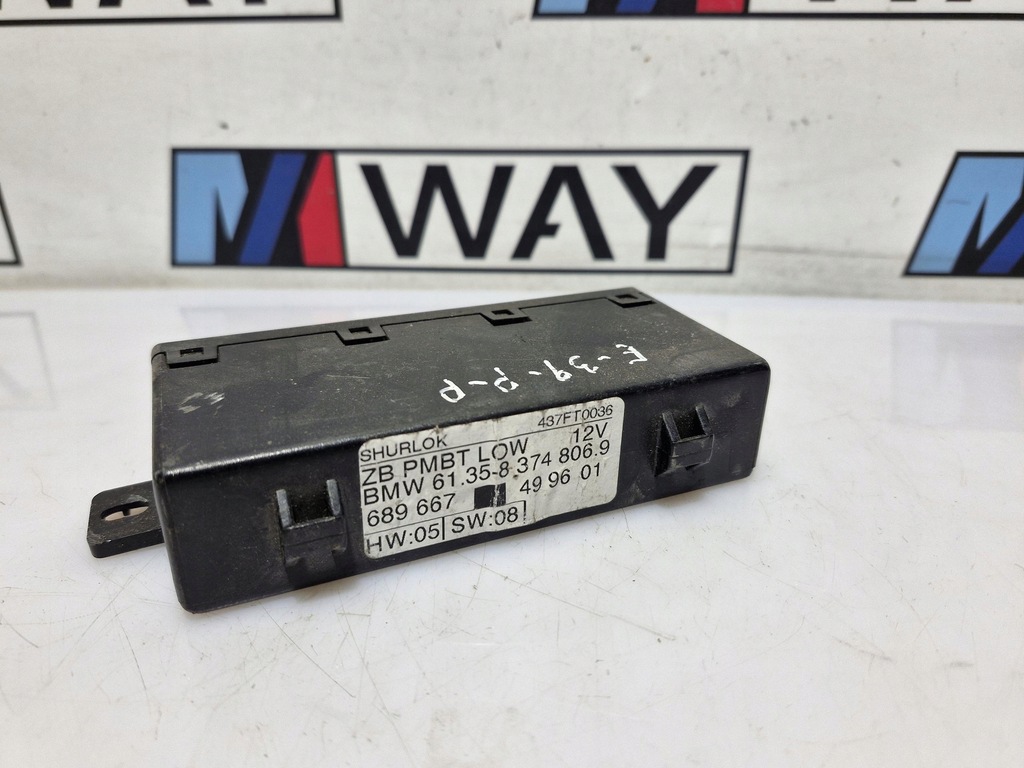 WAY
E-39-P-P
SHURLOK 437FT0036
ZB PMBT LOW 12V
BMW 61.35-8 374 806.9
689 667 49 96 01
HW:05 SW:08